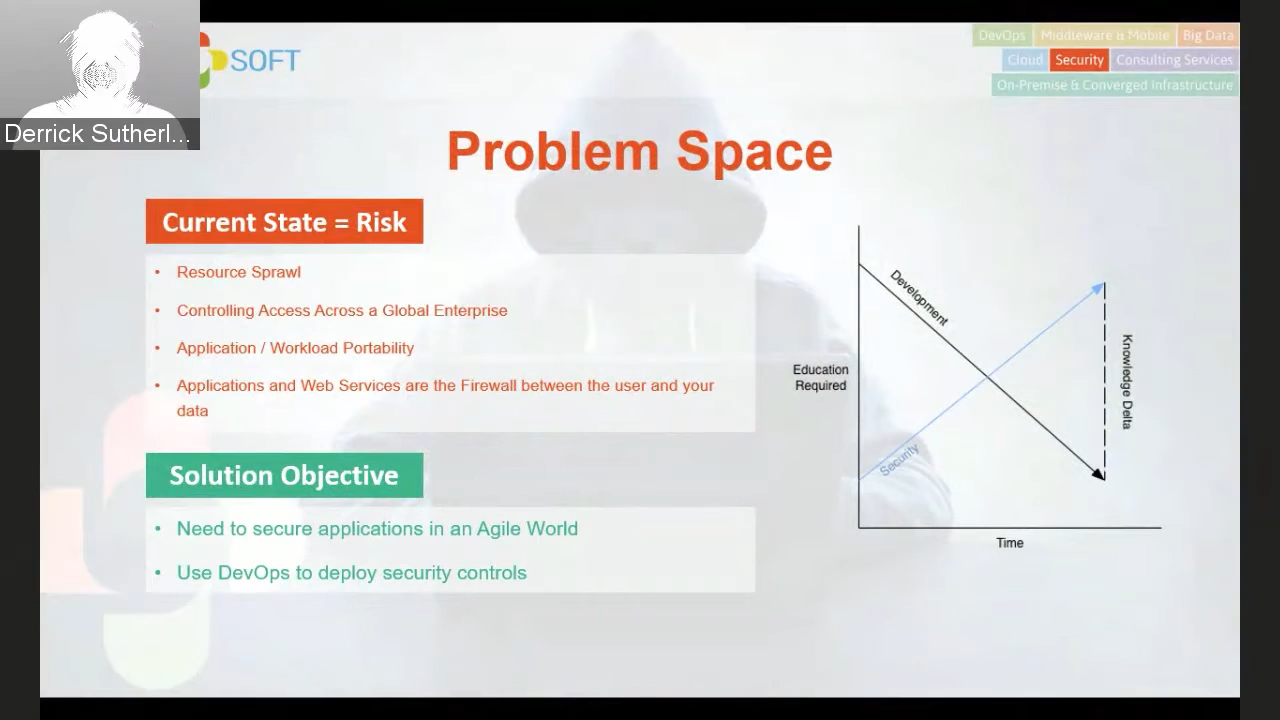 SOFT
DevOps Middleware & Mobile Big Data
Cloud Security Consulting Services
On-Premise & Converged Infrastructure
Derrick Sutherl...
Problem Space
Current State = Risk
• Resource Sprawl
• Controlling Access Across a Global Enterprise
• Application / Workload Portability
• Applications and Web Services are the Firewall between the user and your
data
Solution Objective
• Need to secure applications in an Agile World
• Use DevOps to deploy security controls
Development
Education
Required
Knowledge Delta
Security
Time